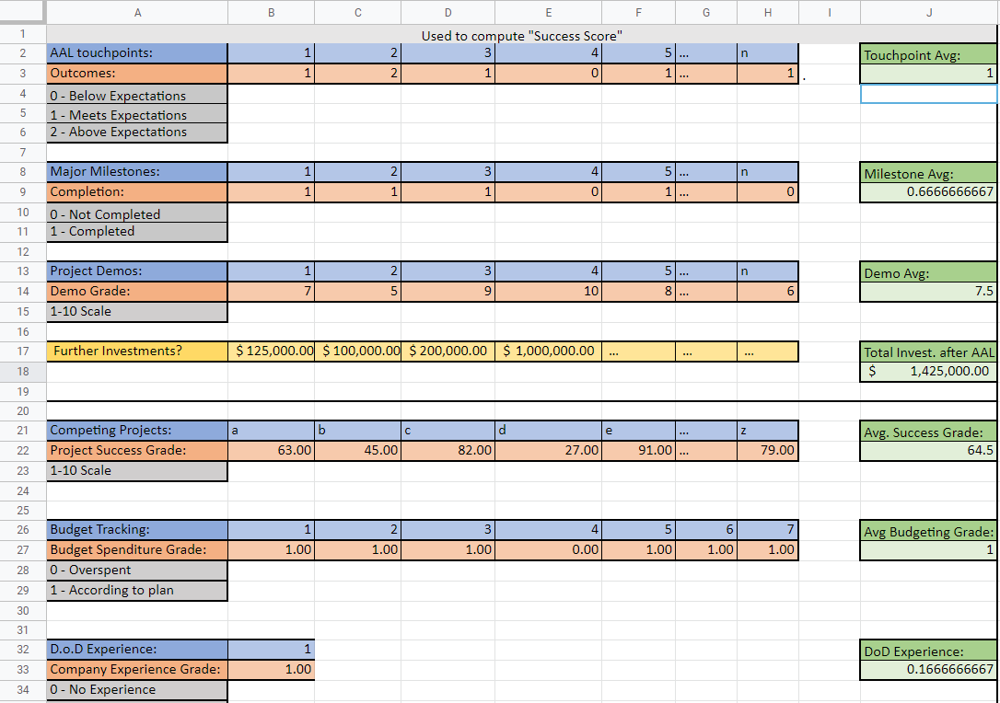 A B C D E F G H I J
1 Used to compute "Success Score"
2 AAL touchpoints: 1 2 3 4 5 ... n Touchpoint Avg:
3 Outcomes: 1 2 1 0 1 ... 1 . 1
4 0 - Below Expectations
5 1 - Meets Expectations
6 2 - Above Expectations
7
8 Major Milestones: 1 2 3 4 5 ... n Milestone Avg:
9 Completion: 1 1 1 0 1 ... 0 0.6666666667
10 0 - Not Completed
11 1 - Completed
12
13 Project Demos: 1 2 3 4 5 ... n Demo Avg:
14 Demo Grade: 7 5 9 10 8 ... 6 7.5
15 1-10 Scale
16
17 Further Investments? $ 125,000.00 $ 100,000.00 $ 200,000.00 $ 1,000,000.00 ... ... ... Total Invest. after AAL
18 $ 1,425,000.00
19
20
21 Competing Projects: a b c d e ... z Avg. Success Grade:
22 Project Success Grade: 63.00 45.00 82.00 27.00 91.00 ... 79.00 64.5
23 1-10 Scale
24
25
26 Budget Tracking: 1 2 3 4 5 6 7 Avg Budgeting Grade:
27 Budget Spenditure Grade: 1.00 1.00 1.00 0.00 1.00 1.00 1.00 1
28 0 - Overspent
29 1 - According to plan
30
31
32 D.o.D Experience: 1 DoD Experience:
33 Company Experience Grade: 1.00 0.1666666667
34 0 - No Experience